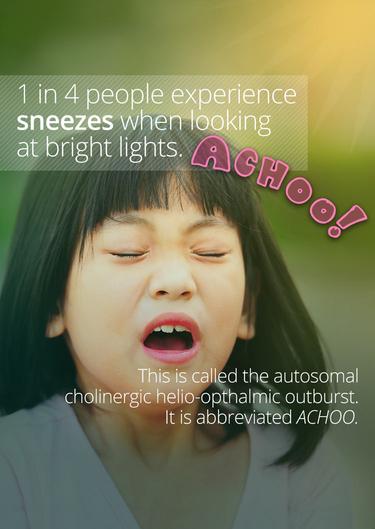 1 in 4 people experience
sneezes when looking
at bright lights.
ACHOO!
This is called the autosomal
cholinergic helio-opthalmic outburst.
It is abbreviated ACHOO.